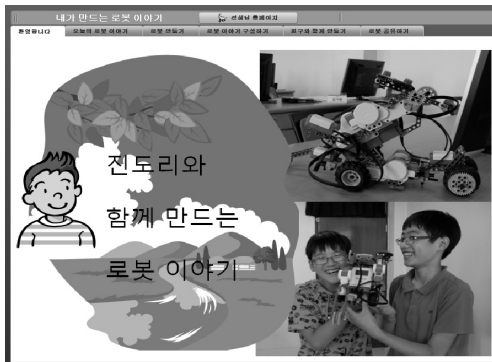 내가 만드는 로봇 이야기
선생님 홈페이지
환영합니다
오늘의 로봇 이야기
로봇 만들기
로봇 이야기 구성하기
로구와 함께 만들기
로봇 공유하기
진도리와
함께 만드는
로봇 이야기